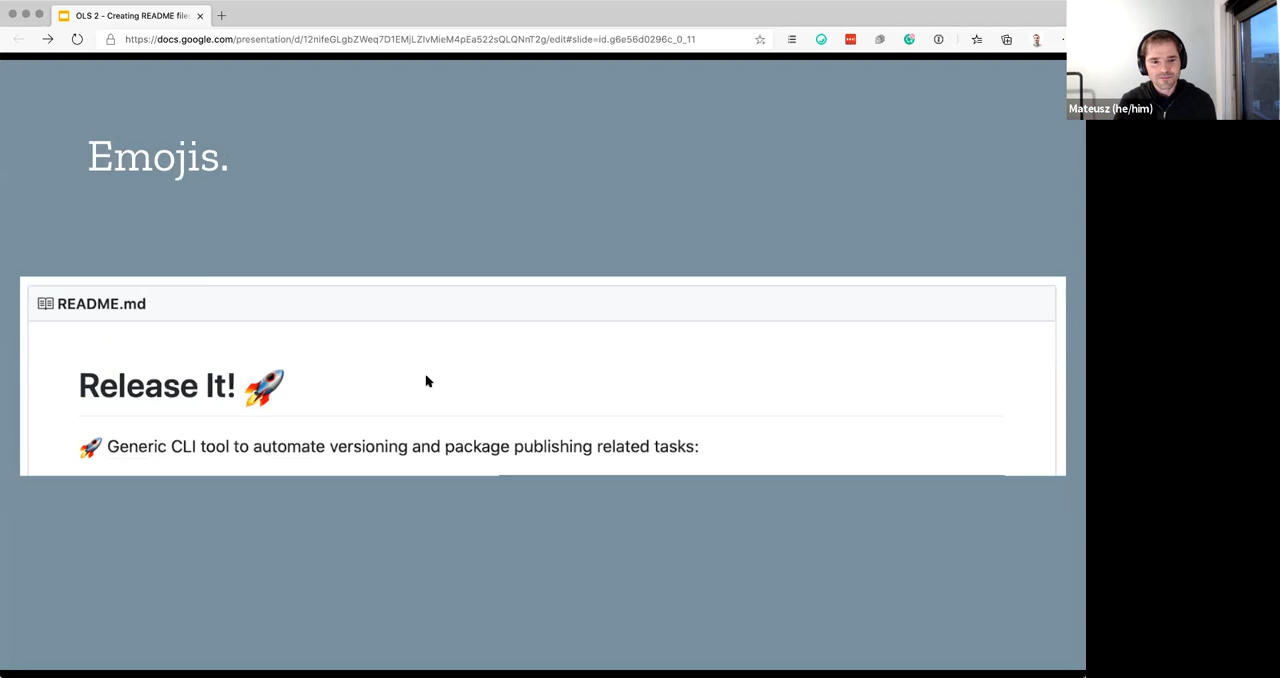 OLS 2 - Creating README file
https://docs.google.com/presentation/d/12nifeGLgbZWeq7D1EMjLZIvMieM4pEa522sQLQNnT2g/edit#slide=id.g6e56d0296c_0_11
Mateusz (he/him)
Emojis.
README.md
Release It! 🚀
🚀 Generic CLI tool to automate versioning and package publishing related tasks: